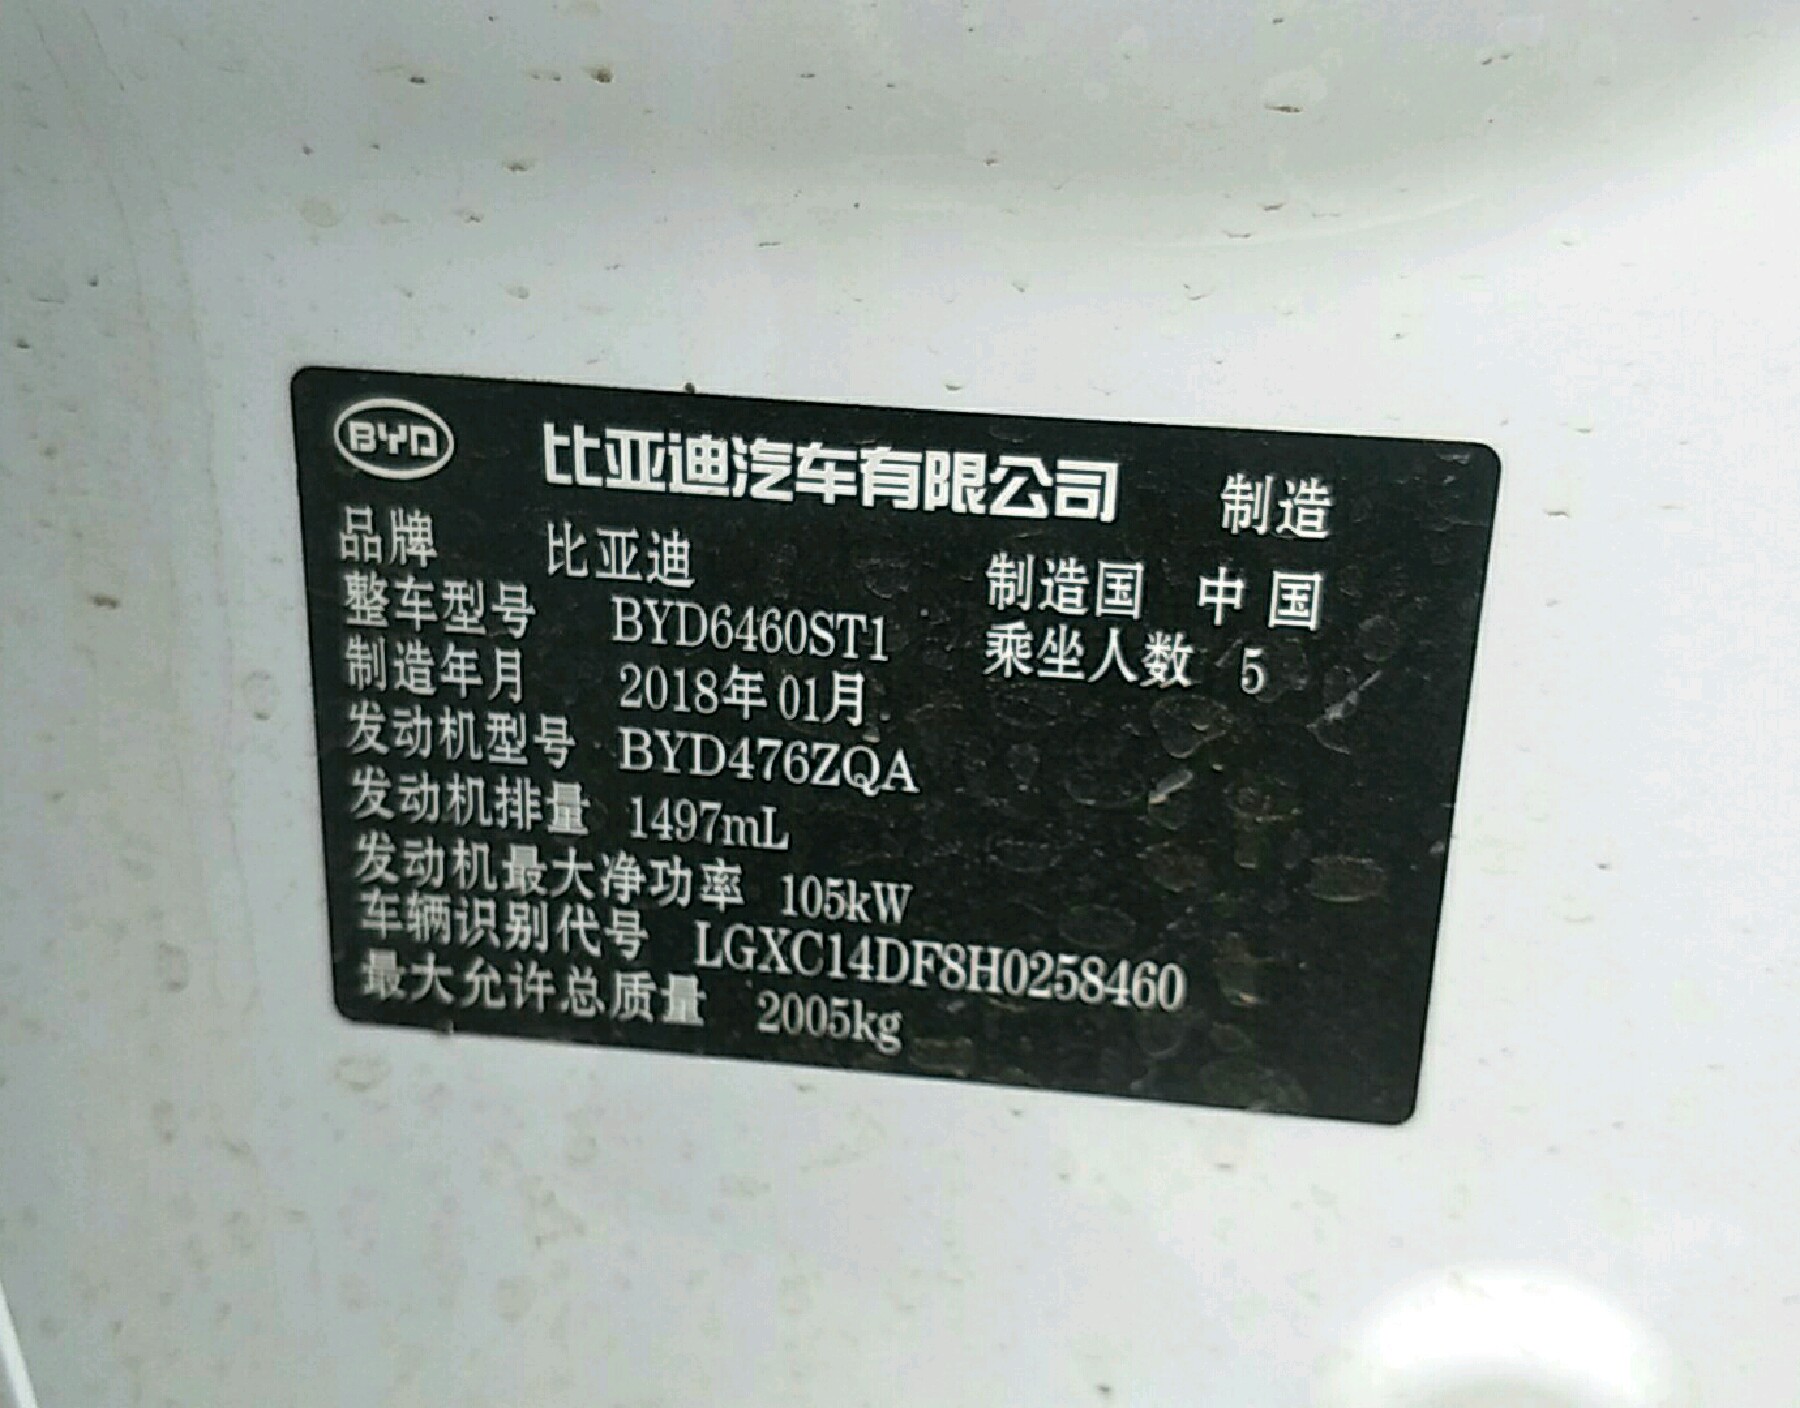 BYD 比亚迪汽车有限公司 制造
品牌 比亚迪 制造国 中国
整车型号 BYD6460ST1 乘坐人数 5
制造年月 2018年01月
发动机型号 BYD476ZQA
发动机排量 1497mL
发动机最大净功率 105kW
车辆识别代号 LGXC14DF8H0258460
最大允许总质量 2005kg